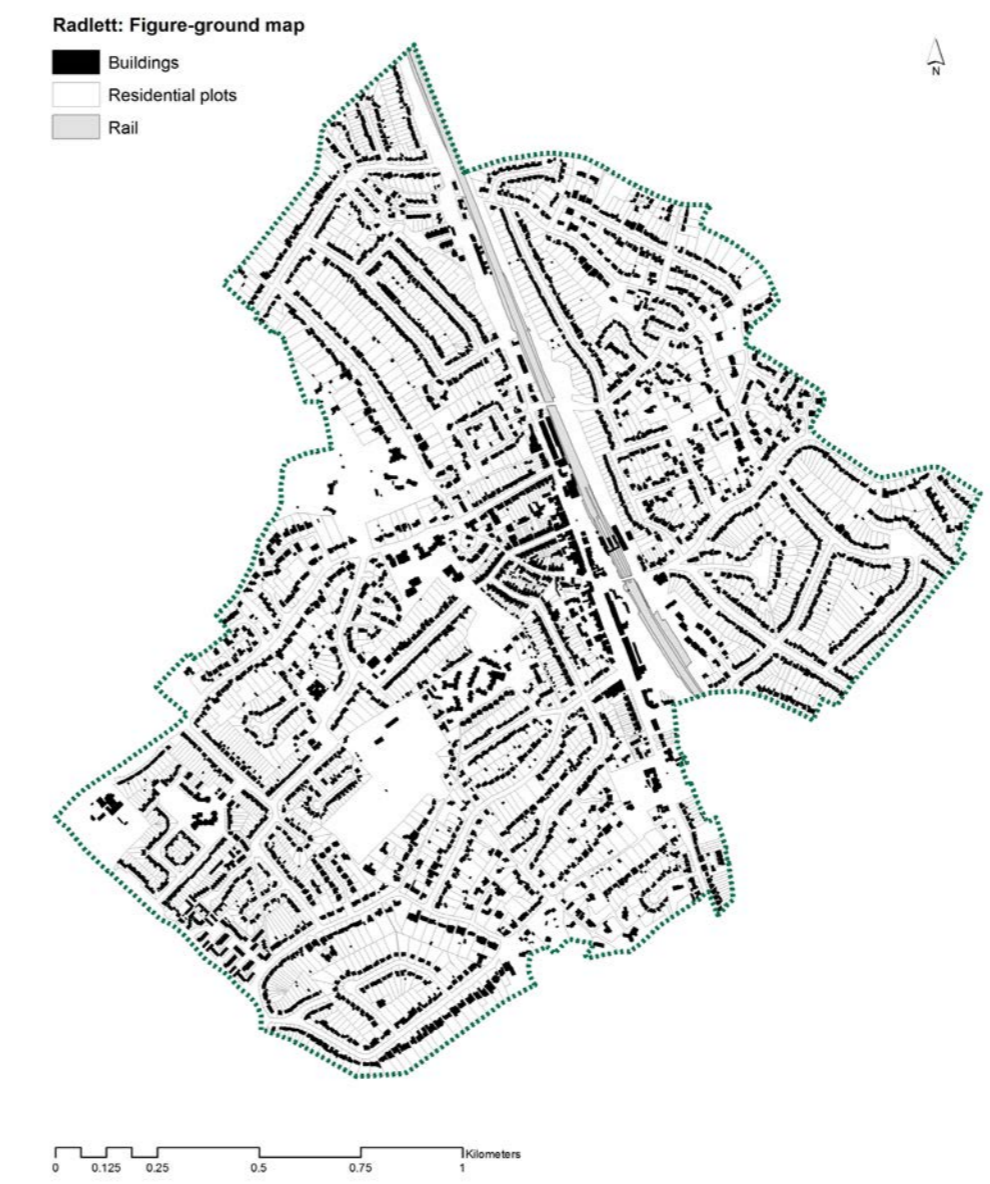 Radlett: Figure-ground map
Buildings
Residential plots
Rail
N
Kilometers
0 0.125 0.25 0.5 0.75 1